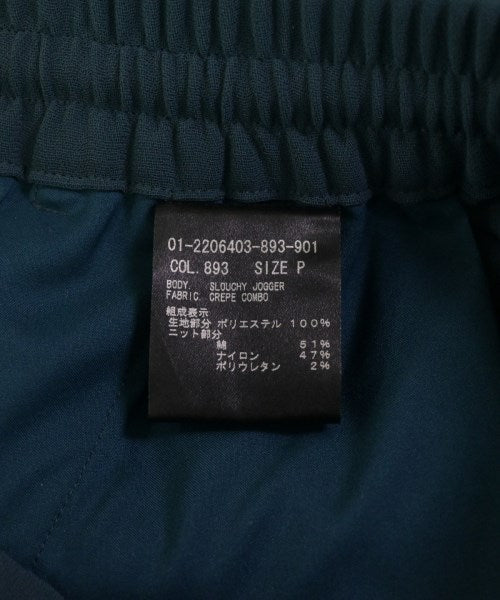 01-2206403-893-901
COL.893 SIZE P
BODY. SLOUCHY JOGGER
FABRIC. CREPE COMBO
組成表示
生地部分 ポリエステル 100%
ニット部分
綿 51%
ナイロン 47%
ポリウレタン 2%